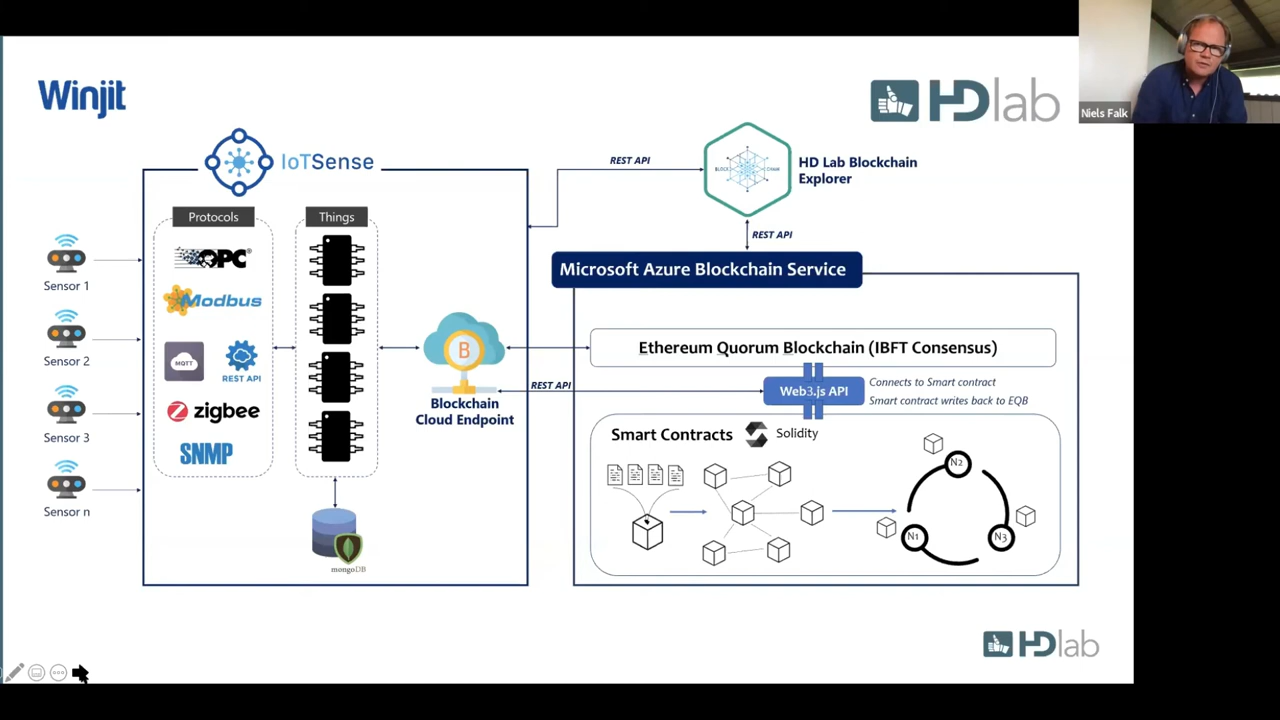 Winjit
HDlab
Niels Falk
IoTSense
REST API
BLOCK CHAIN
HD Lab Blockchain
Explorer
Protocols
Things
REST API
Sensor 1
OPC
Microsoft Azure Blockchain Service
Modbus
Sensor 2
MQTT
REST API
B
Ethereum Quorum Blockchain (IBFT Consensus)
REST API
Web3.js API
Connects to Smart contract
Smart contract writes back to EQB
Blockchain
Cloud Endpoint
zigbee
Sensor 3
SNMP
Smart Contracts
Solidity
N2
Sensor n
N1
N3
mongoDB
HDlab